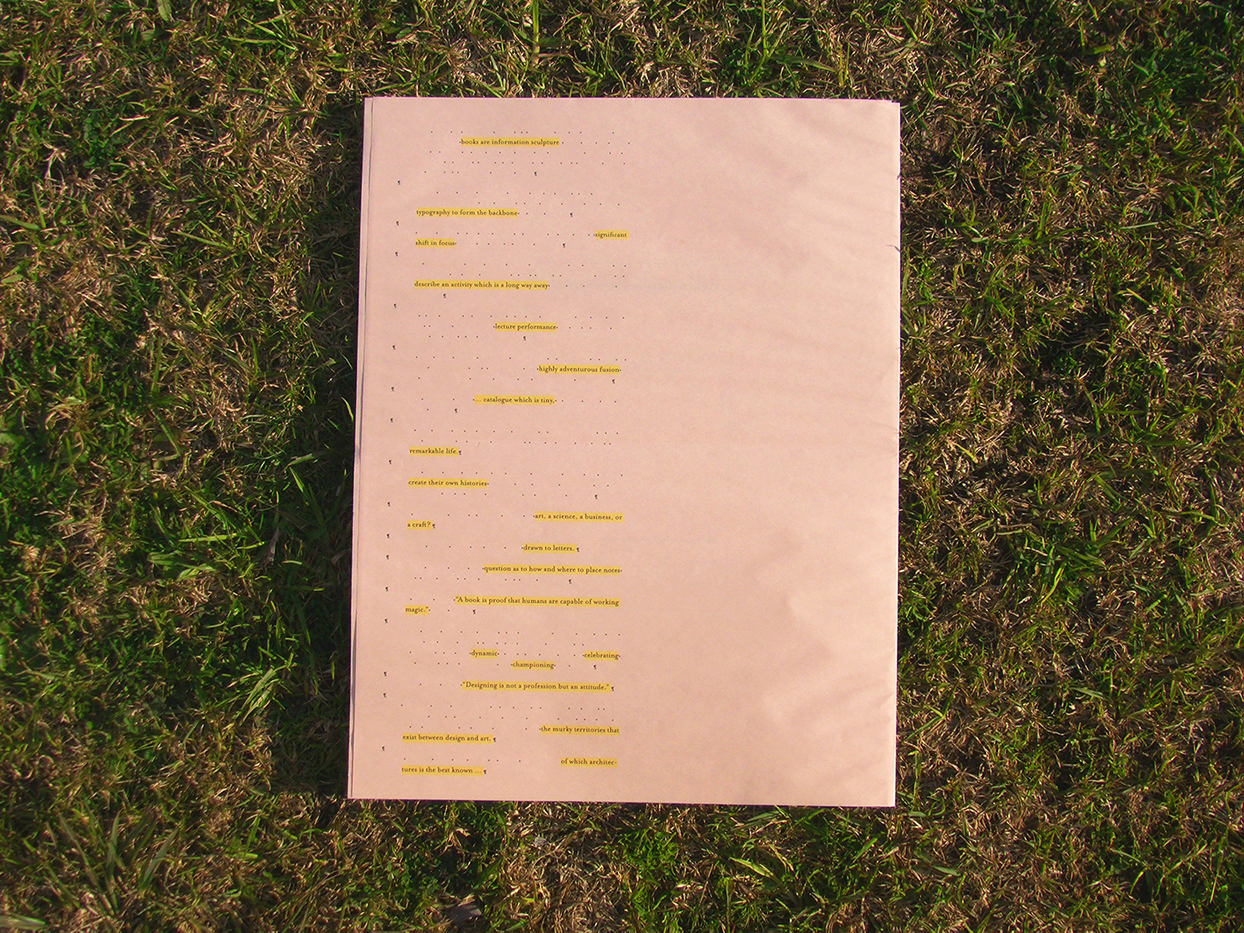 books are information sculpture
typography to form the backbone
significant
shift in focus
describe an activity which is a long way away
lecture performance
highly adventurous fusion
... catalogue which is tiny,
remarkable life.¶
create their own histories
art, a science, a business, or
a craft? ¶
drawn to letters. ¶
question as to how and where to place notes
"A book is proof that humans are capable of working
magic."
dynamic celebrating
championing
"Designing is not a profession but an attitude." ¶
the murky territories that
exist between design and art. ¶
of which architec-
tures is the best known ... ¶